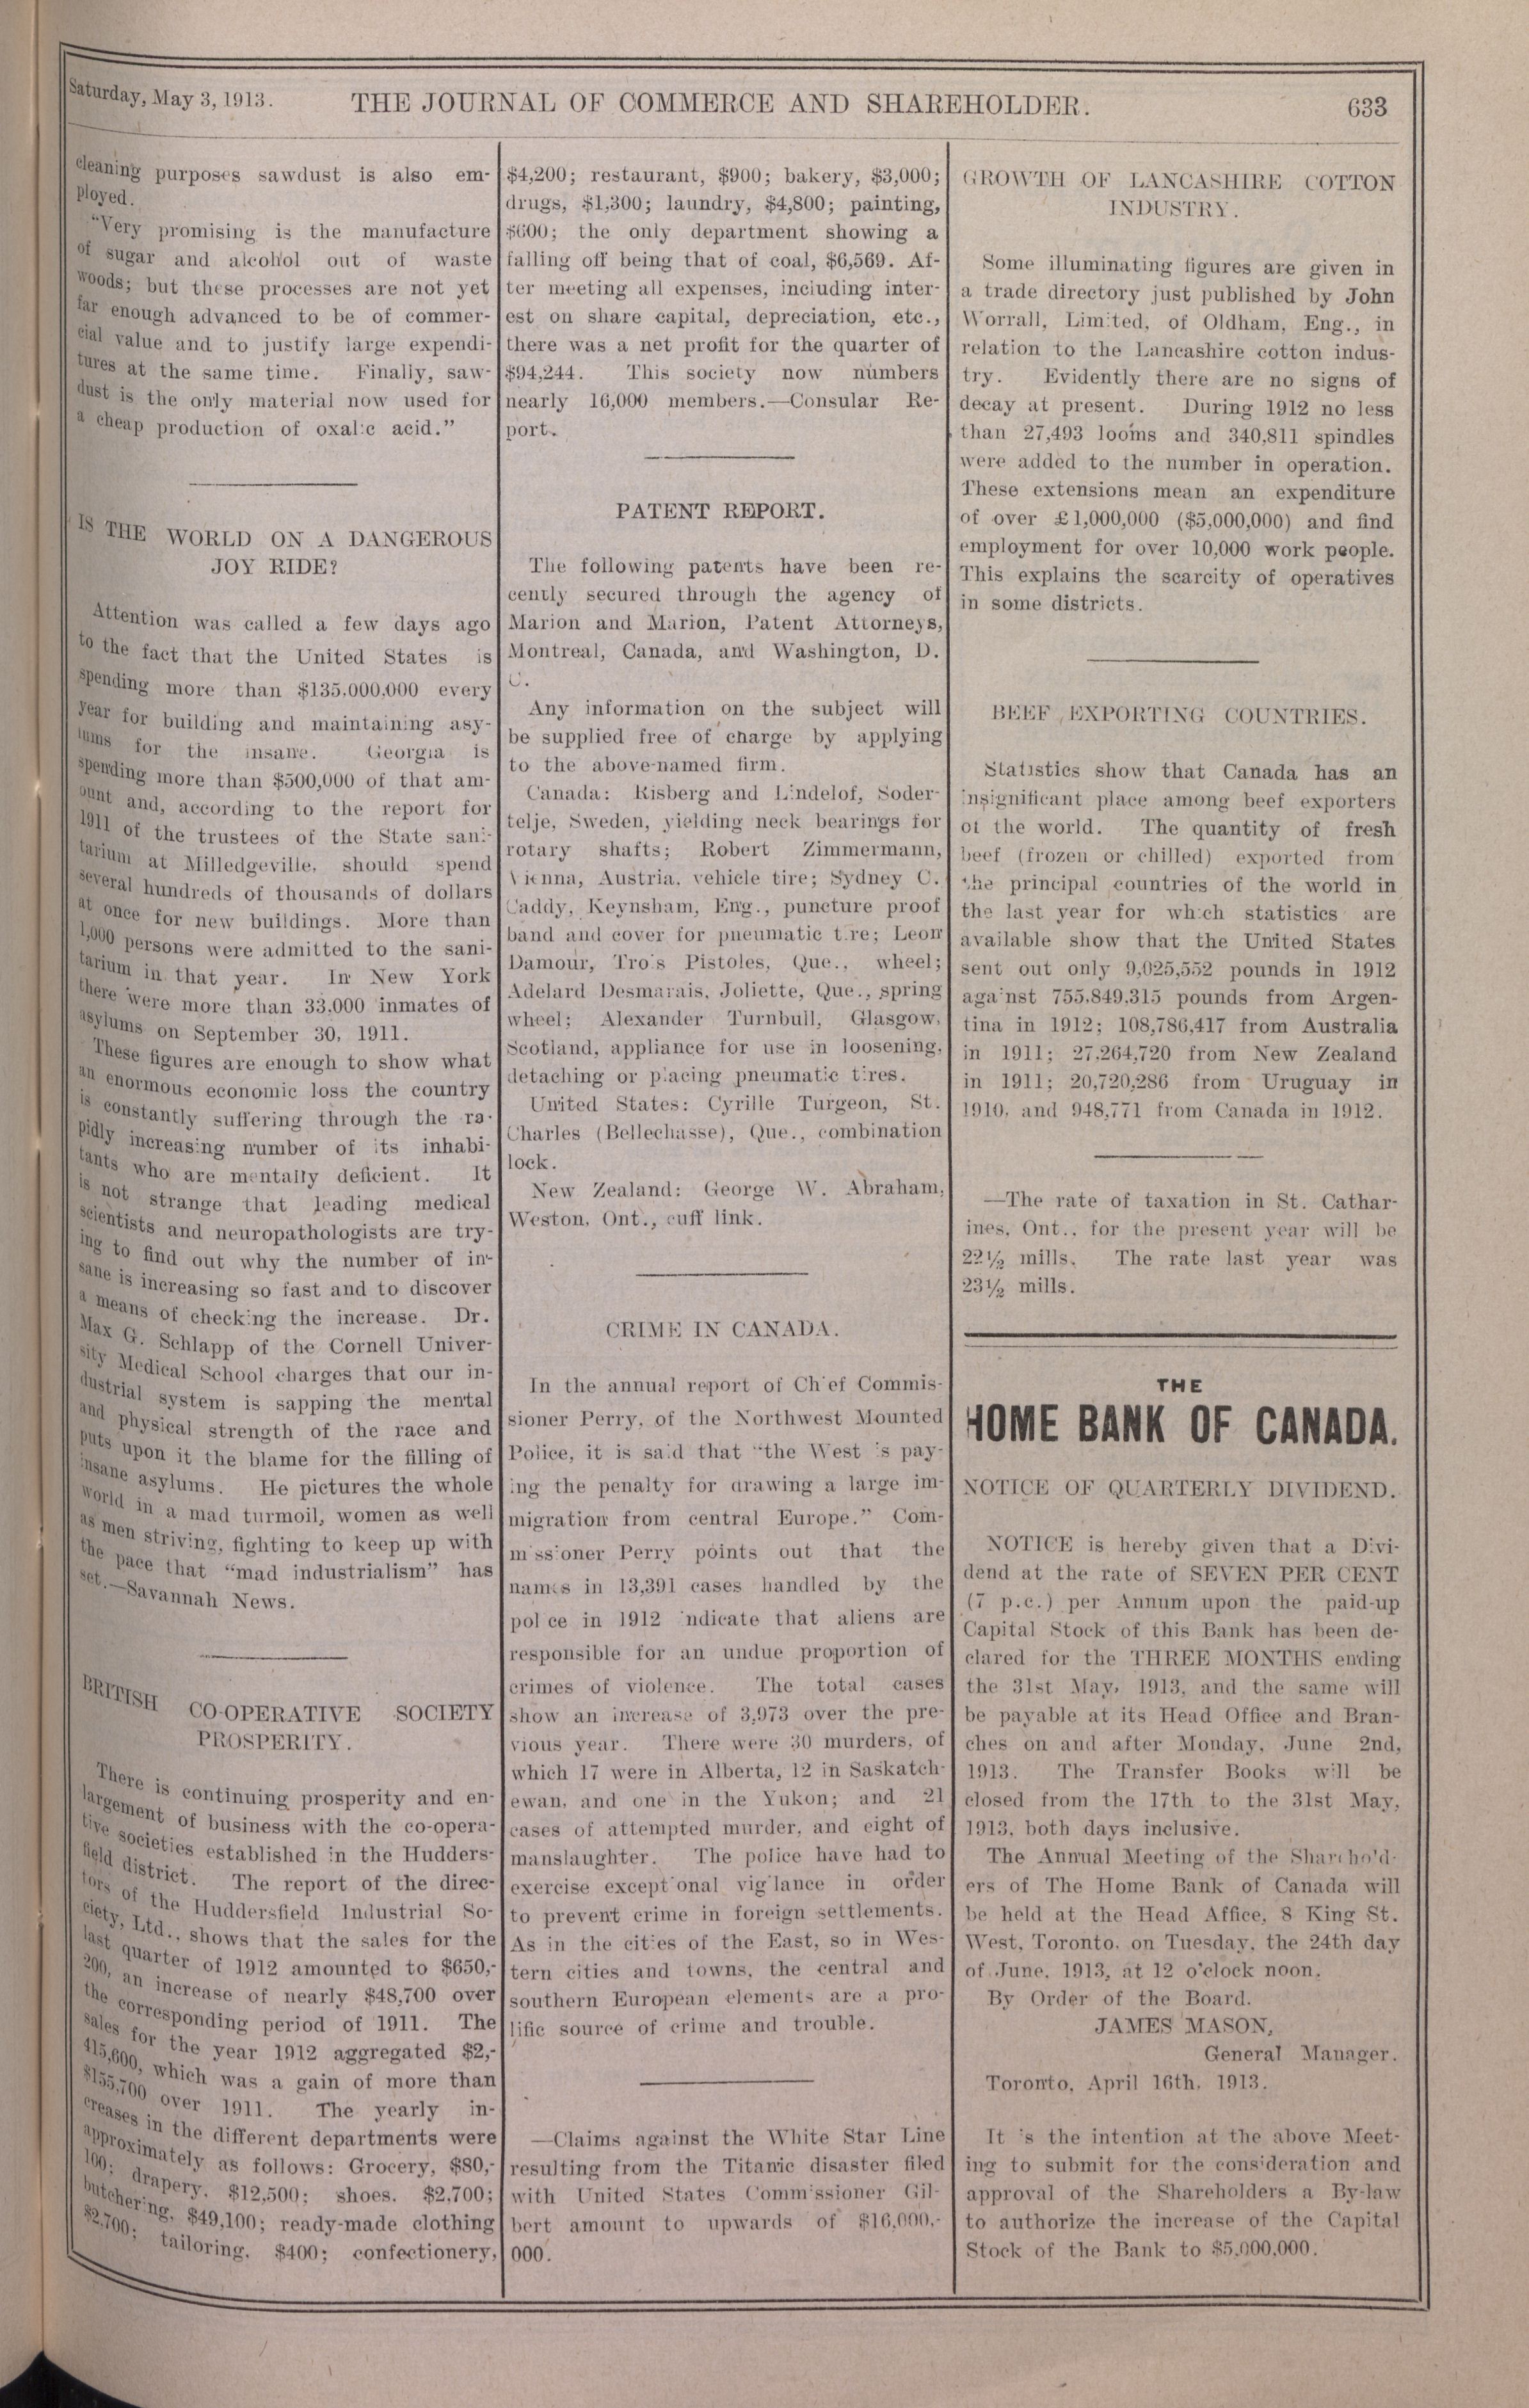 Saturday, May 3, 1913.
THE JOURNAL OF COMMERCE AND SHAREHOLDER.
633
cleaning purposes sawdust is also em-
ployed.
"Very promising is the manufacture
of sugar and alcohol out of waste
woods; but these processes are not yet
far enough advanced to be of commer-
cial value and to justify large expendi-
tures at the same time. Finally, saw-
dust is the only material now used for
a cheap production of oxalic acid."
IS THE WORLD ON A DANGEROUS
JOY RIDE?
Attention was called a few days ago
to the fact that the United States is
spending more than $135,000,000 every
year for building and maintaining asy-
lums for the insane. Georgia is
spending more than $500,000 of that am-
ount and, according to the report for
1911 of the trustees of the State sani-
tarium at Milledgeville, should spend
several hundreds of thousands of dollars
at once for new buildings. More than
1,000 persons were admitted to the sani-
tarium in that year. In New York
there were more than 33,000 inmates of
asylums on September 30, 1911.
These figures are enough to show what
an enormous economic loss the country
is constantly suffering through the ra-
pidly increasing number of its inhabi-
tants who are mentally deficient. It
is not strange that leading medical
scientists and neuropathologists are try-
ing to find out why the number of in-
sane is increasing so fast and to discover
a means of checking the increase. Dr.
Max G. Schlapp of the Cornell Univer-
sity Medical School charges that our in-
dustrial system is sapping the mental
and physical strength of the race and
puts upon it the blame for the filling of
insane asylums. He pictures the whole
world in a mad turmoil, women as well
as men striving, fighting to keep up with
the pace that "mad industrialism" has
set.—Savannah News.
BRITISH CO-OPERATIVE SOCIETY
PROSPERITY.
There is continuing prosperity and en-
largement of business with the co-opera-
tive societies established in the Hudders-
field district. The report of the direc-
tors of the Huddersfield Industrial So-
ciety, Ltd., shows that the sales for the
last quarter of 1912 amounted to $650,-
200, an increase of nearly $48,700 over
the corresponding period of 1911. The
sales for the year 1912 aggregated $2,-
415,600, which was a gain of more than
$155,700 over 1911. The yearly in-
creases in the different departments were
approximately as follows: Grocery, $80,-
100; drapery, $12,500; shoes, $2,700;
butchering, $49,100; ready-made clothing
$2,700; tailoring, $400; confectionery,
$4,200; restaurant, $900; bakery, $3,000;
drugs, $1,300; laundry, $4,800; painting,
$600; the only department showing a
falling off being that of coal, $6,569. Af-
ter meeting all expenses, including inter-
est on share capital, depreciation, etc.,
there was a net profit for the quarter of
$94,244. This society now numbers
nearly 16,000 members.—Consular Re-
port.
PATENT REPORT.
The following patents have been re-
cently secured through the agency of
Marion and Marion, Patent Attorneys,
Montreal, Canada, and Washington, D.
C.
Any information on the subject will
be supplied free of charge by applying
to the above-named firm.
Canada: Risberg and Lindelof, Soder-
telje, Sweden, yielding neck bearings for
rotary shafts; Robert Zimmermann,
Vienna, Austria, vehicle tire; Sydney C.
Caddy, Keynsham, Eng., puncture proof
band and cover for pneumatic tire; Leon
Damour, Trois Pistoles, Que., wheel;
Adelard Desmarais, Joliette, Que., spring
wheel; Alexander Turnbull, Glasgow,
Scotland, appliance for use in loosening,
detaching or placing pneumatic tires.
United States: Cyrille Turgeon, St.
Charles (Bellechasse), Que., combination
lock.
New Zealand: George W. Abraham,
Weston, Ont., cuff link.
CRIME IN CANADA.
In the annual report of Chief Commis-
sioner Perry, of the Northwest Mounted
Police, it is said that "the West is pay-
ing the penalty for drawing a large im-
migration from central Europe." Com-
missioner Perry points out that the
names in 13,391 cases handled by the
police in 1912 indicate that aliens are
responsible for an undue proportion of
crimes of violence. The total cases
show an increase of 3,973 over the pre-
vious year. There were 30 murders, of
which 17 were in Alberta, 12 in Saskatch-
ewan, and one in the Yukon; and 21
cases of attempted murder, and eight of
manslaughter. The police have had to
exercise exceptional vigilance in order
to prevent crime in foreign settlements.
As in the cities of the East, so in Wes-
tern cities and towns, the central and
southern European elements are a pro-
lific source of crime and trouble.
—Claims against the White Star Line
resulting from the Titanic disaster filed
with United States Commissioner Gil-
bert amount to upwards of $16,000,-
000.
GROWTH OF LANCASHIRE COTTON
INDUSTRY.
Some illuminating figures are given in
a trade directory just published by John
Worrall, Limited, of Oldham, Eng., in
relation to the Lancashire cotton indus-
try. Evidently there are no signs of
decay at present. During 1912 no less
than 27,493 looms and 340,811 spindles
were added to the number in operation.
These extensions mean an expenditure
of over £1,000,000 ($5,000,000) and find
employment for over 10,000 work people.
This explains the scarcity of operatives
in some districts.
BEEF EXPORTING COUNTRIES.
Statistics show that Canada has an
insignificant place among beef exporters
of the world. The quantity of fresh
beef (frozen or chilled) exported from
the principal countries of the world in
the last year for which statistics are
available show that the United States
sent out only 9,025,552 pounds in 1912
against 755,849,315 pounds from Argen-
tina in 1912; 108,786,417 from Australia
in 1911; 27,264,720 from New Zealand
in 1911; 20,720,286 from Uruguay in
1910, and 948,771 from Canada in 1912.
—The rate of taxation in St. Cathar-
ines, Ont., for the present year will be
22½ mills. The rate last year was
23½ mills.
THE
HOME BANK OF CANADA.
NOTICE OF QUARTERLY DIVIDEND.
NOTICE is hereby given that a Divi-
dend at the rate of SEVEN PER CENT
(7 p.c.) per Annum upon the paid-up
Capital Stock of this Bank has been de-
clared for the THREE MONTHS ending
the 31st May, 1913, and the same will
be payable at its Head Office and Bran-
ches on and after Monday, June 2nd,
1913. The Transfer Books will be
closed from the 17th to the 31st May,
1913, both days inclusive.
The Annual Meeting of the Sharehold-
ers of The Home Bank of Canada will
be held at the Head Affice, 8 King St.
West, Toronto, on Tuesday, the 24th day
of June, 1913, at 12 o'clock noon.
By Order of the Board.
JAMES MASON,
General Manager.
Toronto, April 16th, 1913.
It is the intention at the above Meet-
ing to submit for the consideration and
approval of the Shareholders a By-law
to authorize the increase of the Capital
Stock of the Bank to $5,000,000.